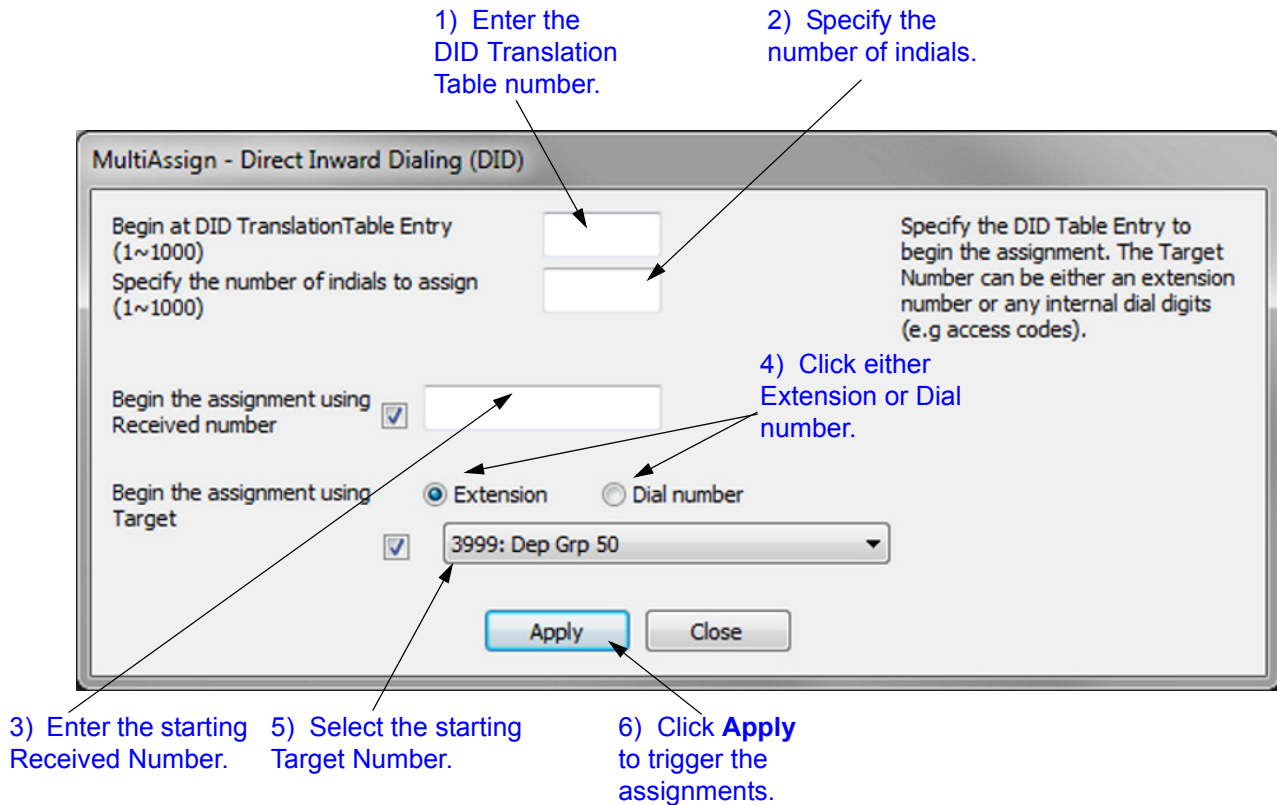 1) Enter the
DID Translation
Table number.
2) Specify the
number of indials.
MultiAssign - Direct Inward Dialing (DID)
Begin at DID TranslationTable Entry
(1~1000)
Specify the number of indials to assign
(1~1000)
Specify the DID Table Entry to
begin the assignment. The Target
Number can be either an extension
number or any internal dial digits
(e.g access codes).
4) Click either
Extension or Dial
number.
Begin the assignment using
Received number
Begin the assignment using
Target
Extension
Dial number
3999: Dep Grp 50
Apply
Close
3) Enter the starting
Received Number.
5) Select the starting
Target Number.
6) Click Apply
to trigger the
assignments.